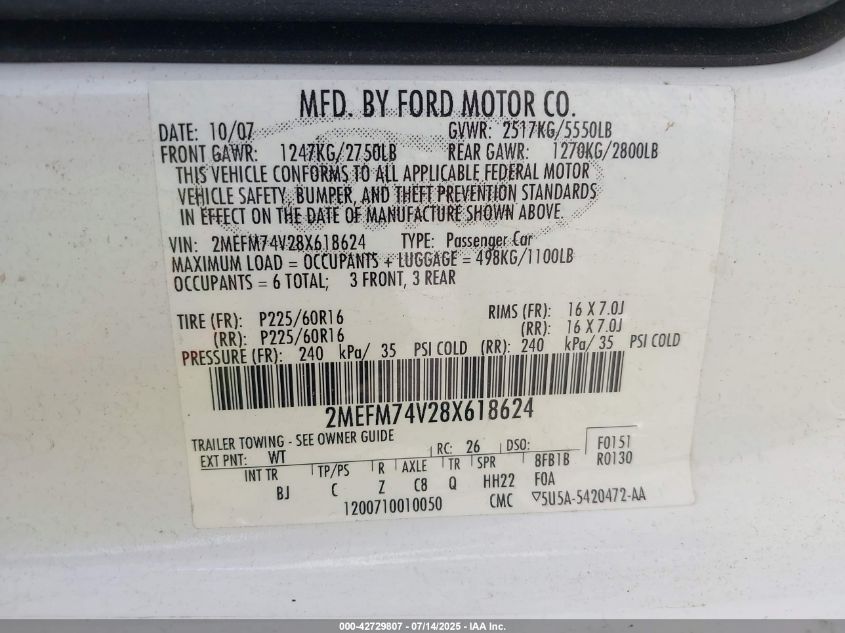 MFD. BY FORD MOTOR CO.
DATE: 10/07 GVWR: 2517KG/5550LB
FRONT GAWR: 1247KG/2750LB REAR GAWR: 1270KG/2800LB
THIS VEHICLE CONFORMS TO ALL APPLICABLE FEDERAL MOTOR
VEHICLE SAFETY, BUMPER, AND THEFT PREVENTION STANDARDS
IN EFFECT ON THE DATE OF MANUFACTURE SHOWN ABOVE.
VIN: 2MEFM74V28X618624 TYPE: Passenger Car
MAXIMUM LOAD = OCCUPANTS + LUGGAGE = 498KG/1100LB
OCCUPANTS = 6 TOTAL; 3 FRONT, 3 REAR
TIRE (FR): P225/60R16 RIMS (FR): 16 X 7.0J
(RR): P225/60R16 (RR): 16 X 7.0J
PRESSURE (FR): 240 kPa/ 35 PSI COLD (RR): 240 kPa/ 35 PSI COLD
2MEFM74V28X618624
TRAILER TOWING - SEE OWNER GUIDE
EXT PNT: WT RC: 26 DSO: F0151
INT TR TP/PS R AXLE TR SPR 8FB1B R0130
BJ C Z C8 Q HH22 F0A
1200710010050 CMC ▽5U5A-5420472-AA
000-42729807 - 07/14/2025 - IAA Inc.